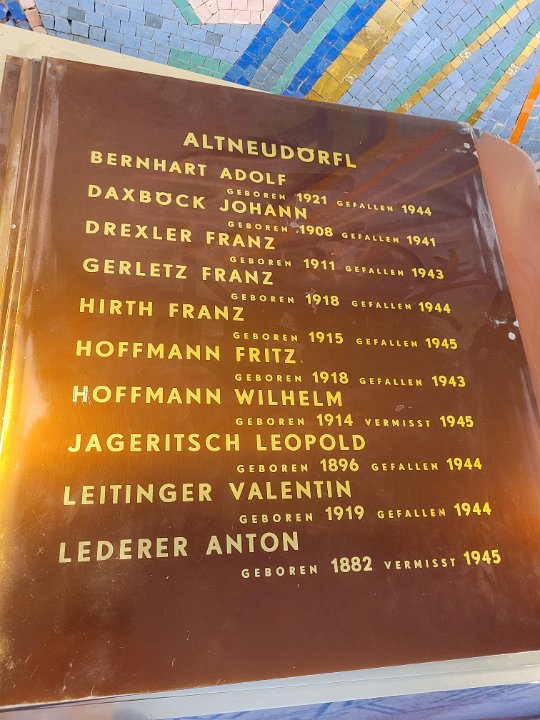 ALTNEUDÖRFL
BERNHART ADOLF
GEBOREN 1921 GEFALLEN 1944
DAXBÖCK JOHANN
GEBOREN 1908 GEFALLEN 1941
DREXLER FRANZ
GEBOREN 1911 GEFALLEN 1943
GERLETZ FRANZ
GEBOREN 1918 GEFALLEN 1944
HIRTH FRANZ
GEBOREN 1915 GEFALLEN 1945
HOFFMANN FRITZ
GEBOREN 1918 GEFALLEN 1943
HOFFMANN WILHELM
GEBOREN 1914 VERMISST 1945
JAGERITSCH LEOPOLD
GEBOREN 1896 GEFALLEN 1944
LEITINGER VALENTIN
GEBOREN 1919 GEFALLEN 1944
LEDERER ANTON
GEBOREN 1882 VERMISST 1945